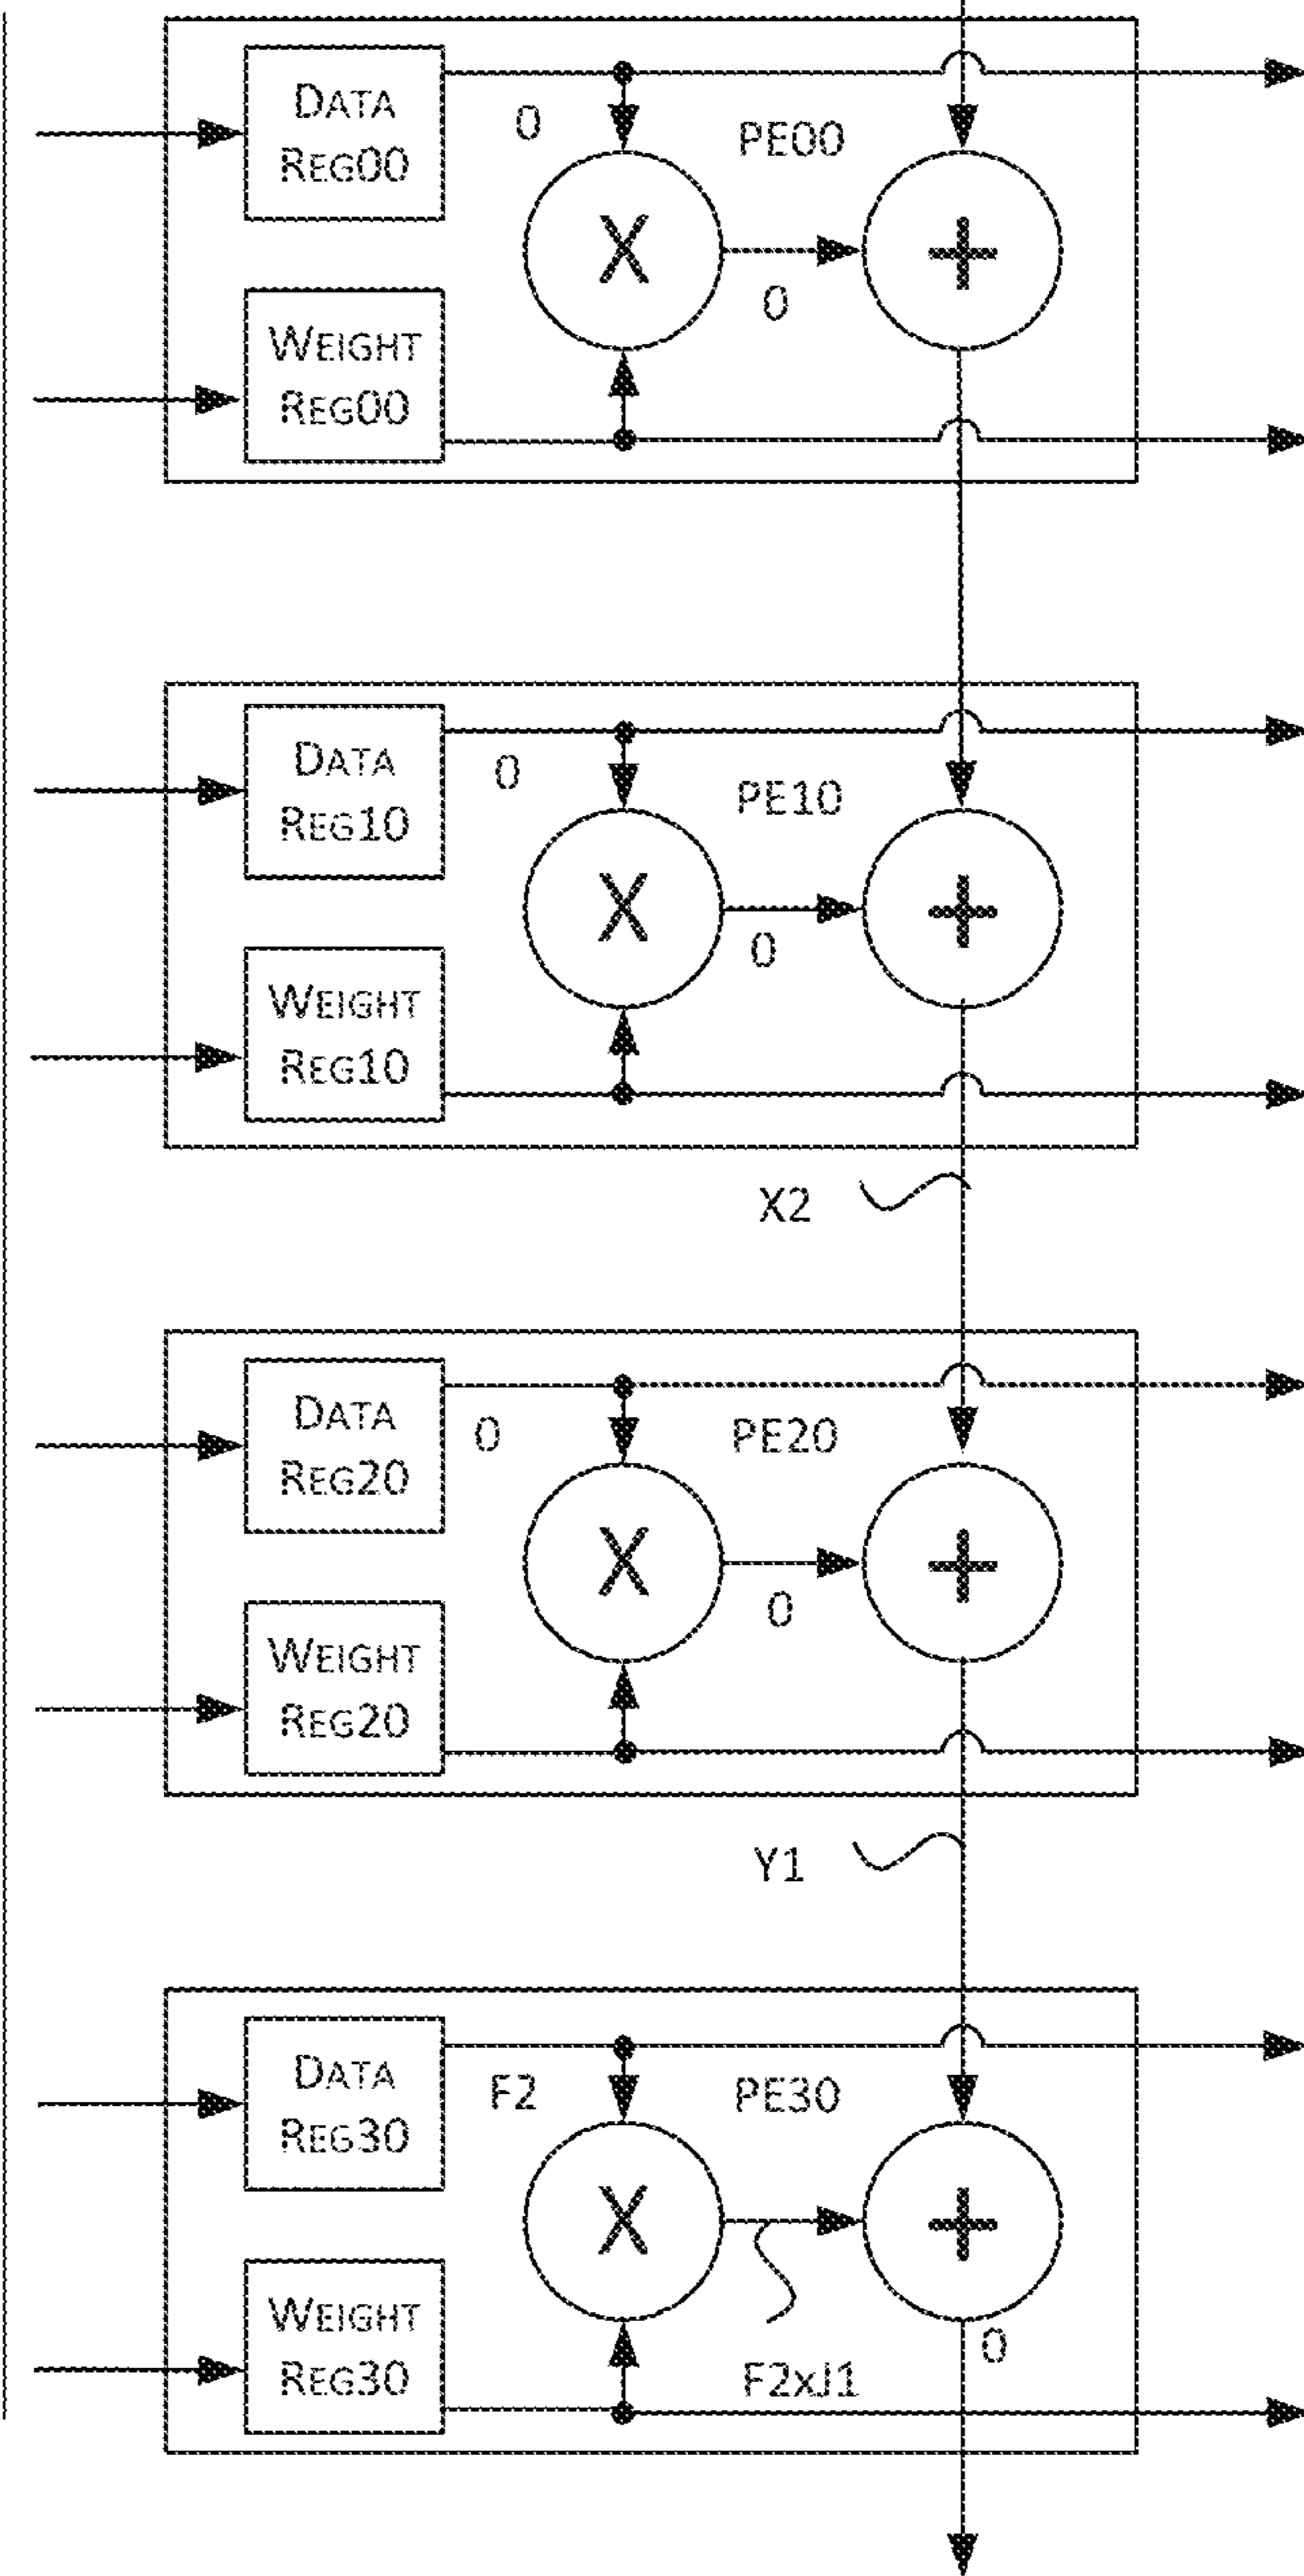 DATA
REG00
0
PE00
X
+
0
WEIGHT
REG00
DATA
REG10
0
PE10
X
+
0
WEIGHT
REG10
X2
DATA
REG20
0
PE20
X
+
0
WEIGHT
REG20
Y1
DATA
REG30
F2
PE30
X
+
WEIGHT
REG30
F2xJ1
0